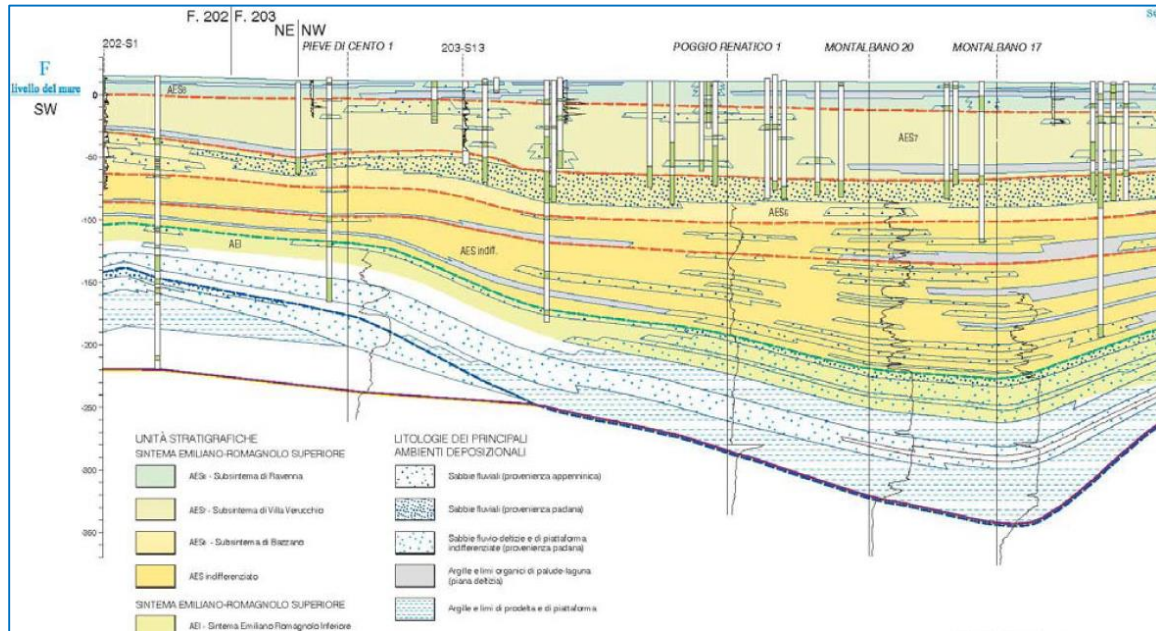 F. 202 F. 203
NE NW
202-S1
PIEVE DI CENTO 1
203-S13
POGGIO RENATICO 1
MONTALBANO 20
MONTALBANO 17
F
livello del mare
SW
0
-50
-100
-150
-200
-250
-300
-350
AES8
AES7
AES6
AES indiff.
AEI
UNITÀ STRATIGRAFICHE
SINTEMA EMILIANO-ROMAGNOLO SUPERIORE
AES8 - Subsintema di Ravenna
AES7 - Subsintema di Villa Verucchio
AES6 - Subsintema di Bazzano
AES indifferenziato
SINTEMA EMILIANO-ROMAGNOLO SUPERIORE
AEI - Sintema Emiliano Romagnolo Inferiore
LITOLOGIE DEI PRINCIPALI
AMBIENTI DEPOSIZIONALI
Sabbie fluviali (provenienza appenninica)
Sabbie fluviali (provenienza padana)
Sabbie fluvio-deltizie e di piattaforma
indifferenziate (provenienza padana)
Argille e limi organici di palude-laguna
(piana deltizia)
Argille e limi di prodelta e di piattaforma